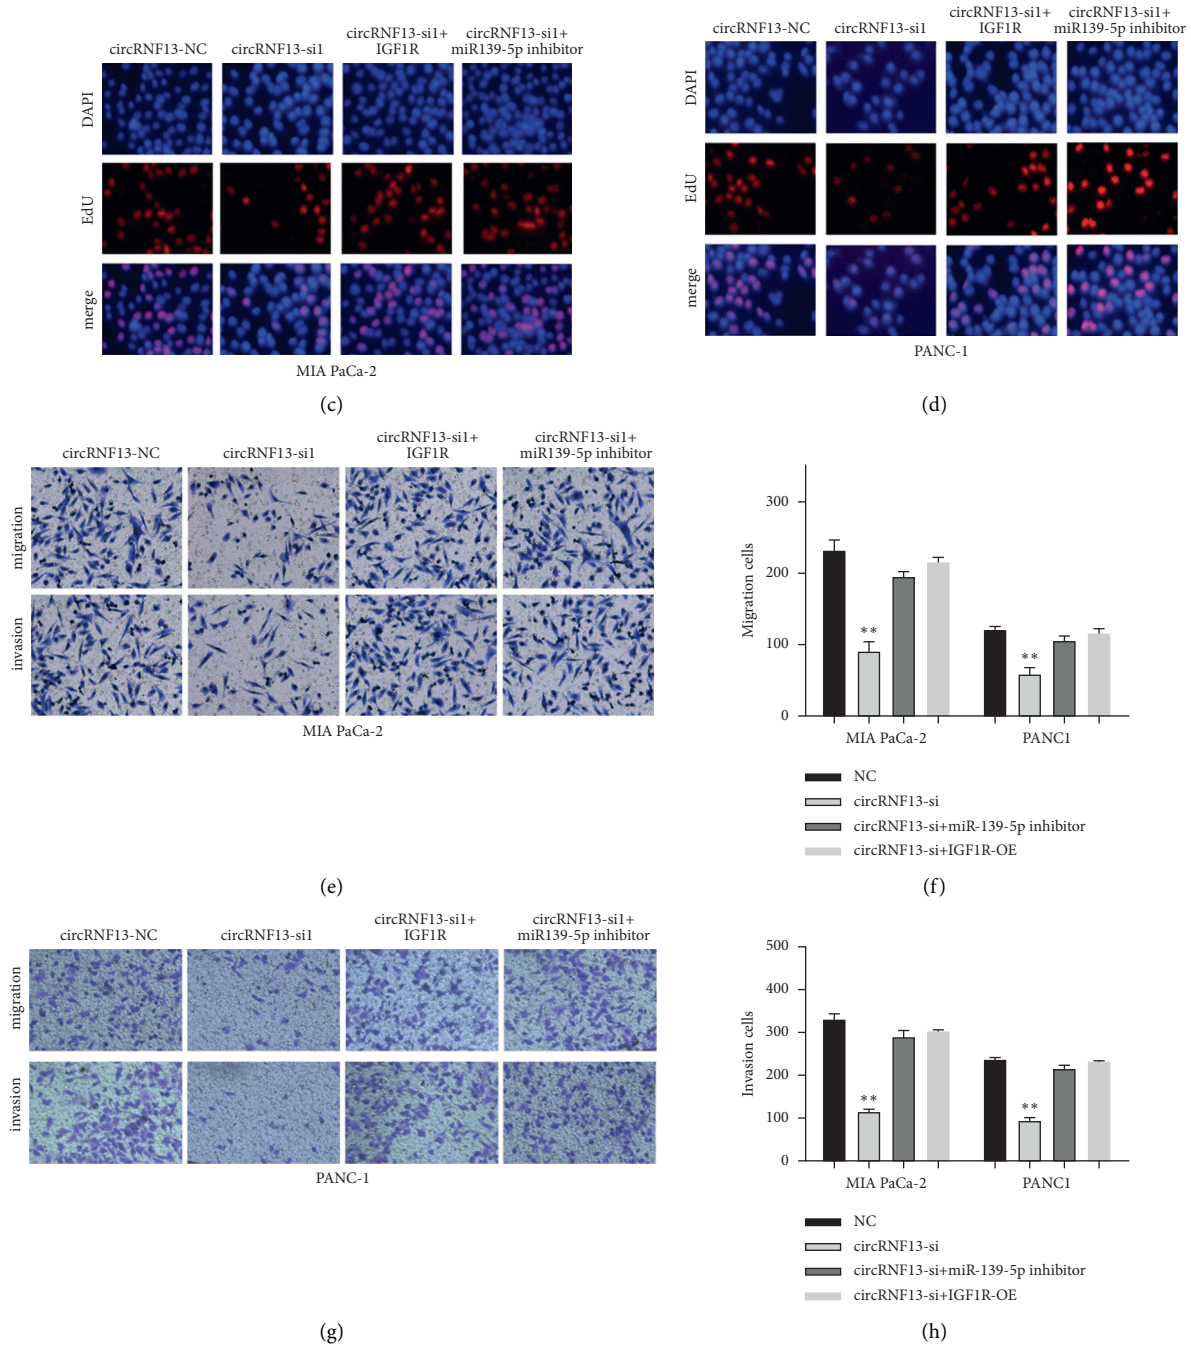 circRNF13-NC
circRNF13-si1
circRNF13-si1+
IGF1R
circRNF13-si1+
miR139-5p inhibitor
DAPI
EdU
merge
MIA PaCa-2
(c)
circRNF13-NC
circRNF13-si1
circRNF13-si1+
IGF1R
circRNF13-si1+
miR139-5p inhibitor
DAPI
EdU
merge
PANC-1
(d)
circRNF13-NC
circRNF13-si1
circRNF13-si1+
IGF1R
circRNF13-si1+
miR139-5p inhibitor
migration
invasion
MIA PaCa-2
(e)
Migration cells
300
200
100
0
**
**
MIA PaCa-2
PANC1
NC
circRNF13-si
circRNF13-si+miR-139-5p inhibitor
circRNF13-si+IGF1R-OE
(f)
circRNF13-NC
circRNF13-si1
circRNF13-si1+
IGF1R
circRNF13-si1+
miR139-5p inhibitor
migration
invasion
PANC-1
(g)
Invasion cells
500
400
300
200
100
0
**
**
MIA PaCa-2
PANC1
NC
circRNF13-si
circRNF13-si+miR-139-5p inhibitor
circRNF13-si+IGF1R-OE
(h)